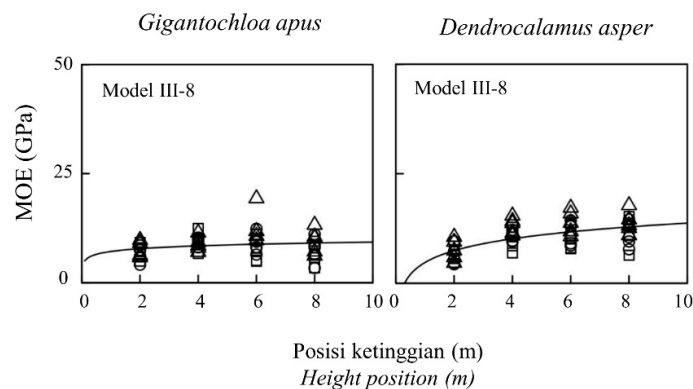 Gigantochloa apus
Dendrocalamus asper
MOE (GPa)
50
25
0
Model III-8
Model III-8
0 2 4 6 8 10
0 2 4 6 8 10
Posisi ketinggian (m)
Height position (m)